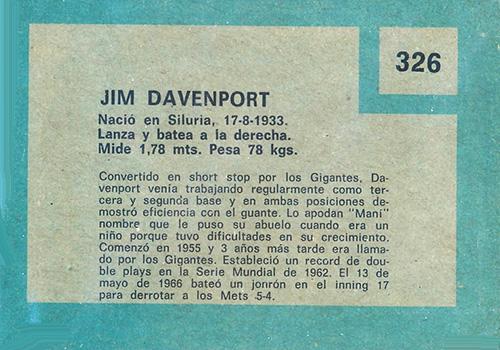 326
JIM DAVENPORT
Nació en Siluria, 17-8-1933.
Lanza y batea a la derecha.
Mide 1,78 mts. Pesa 78 kgs.
Convertido en short stop por los Gigantes, Da-
venport venía trabajando regularmente como ter-
cera y segunda base y en ambas posiciones de-
mostró eficiencia con el guante. Lo apodan "Mani"
nombre que le puso su abuelo cuando era un
niño porque tuvo dificultades en su crecimiento.
Comenzó en 1955 y 3 años más tarde era llama-
do por los Gigantes. Estableció un record de dou-
ble plays en la Serie Mundial de 1962. El 13 de
mayo de 1966 bateó un jonrón en el inning 17
para derrotar a los Mets 5-4.